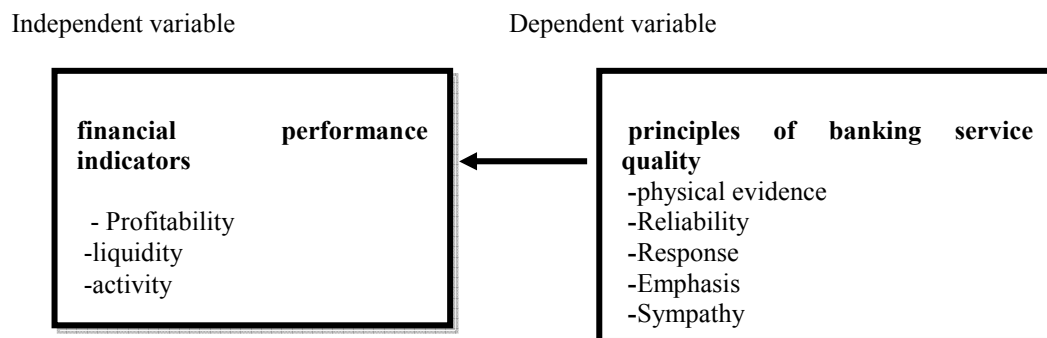 Independent variable
Dependent variable
financial performance
indicators
- Profitability
-liquidity
-activity
principles of banking service
quality
-physical evidence
-Reliability
-Response
-Emphasis
-Sympathy